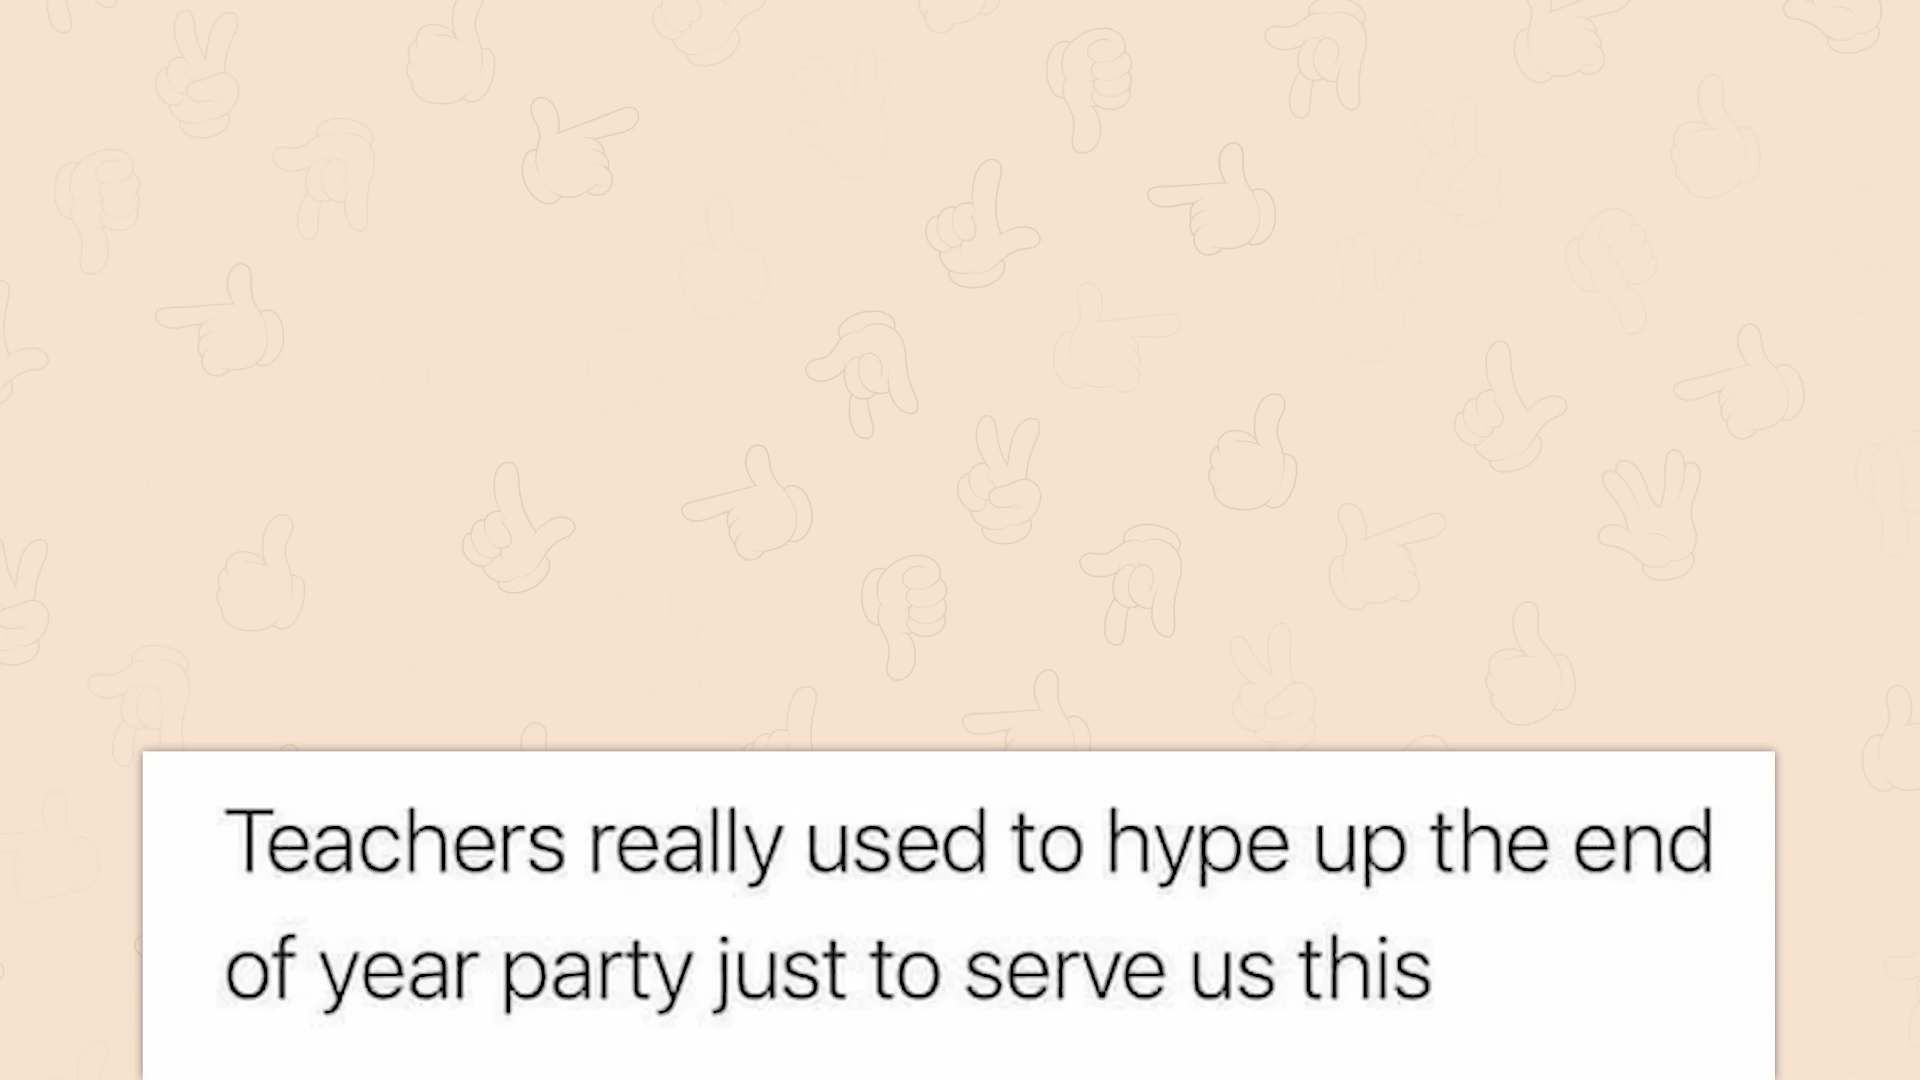 Teachers really used to hype up the end
of year party just to serve us this